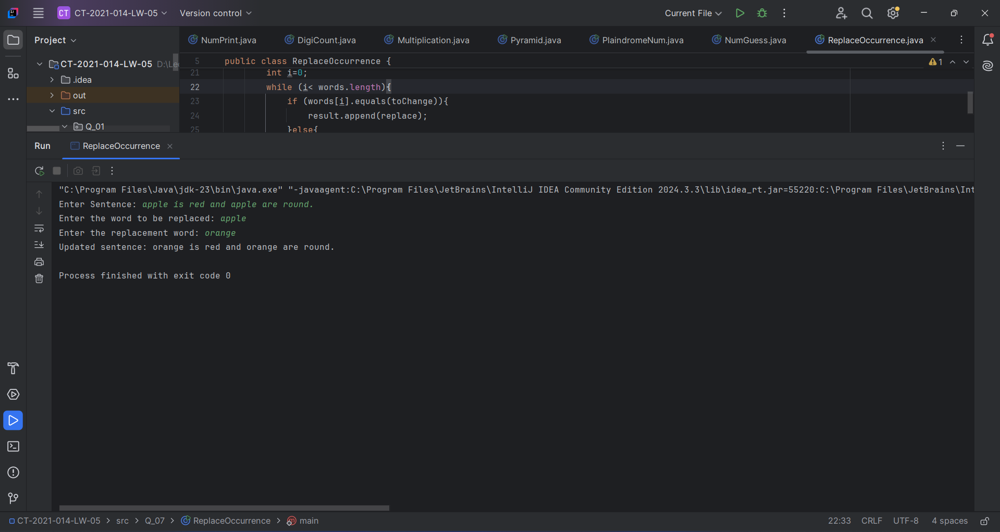 CT CT-2021-014-LW-05 Version control Current File
Project
NumPrint.java DigiCount.java Multiplication.java Pyramid.java PlaindromeNum.java NumGuess.java ReplaceOccurrence.java
CT-2021-014-LW-05 D:\Le
.idea
out
src
Q_01
5 public class ReplaceOccurrence {
1
21 int i=0;
22 while (i< words.length){
23 if (words[i].equals(toChange)){
24 result.append(replace);
25 }else{
Run ReplaceOccurrence
"C:\Program Files\Java\jdk-23\bin\java.exe" "-javaagent:C:\Program Files\JetBrains\IntelliJ IDEA Community Edition 2024.3.3\lib\idea_rt.jar=55220:C:\Program Files\JetBrains\Int
Enter Sentence: apple is red and apple are round.
Enter the word to be replaced: apple
Enter the replacement word: orange
Updated sentence: orange is red and orange are round.
Process finished with exit code 0
CT-2021-014-LW-05 > src > Q_07 > ReplaceOccurrence > main
22:33 CRLF UTF-8 4 spaces